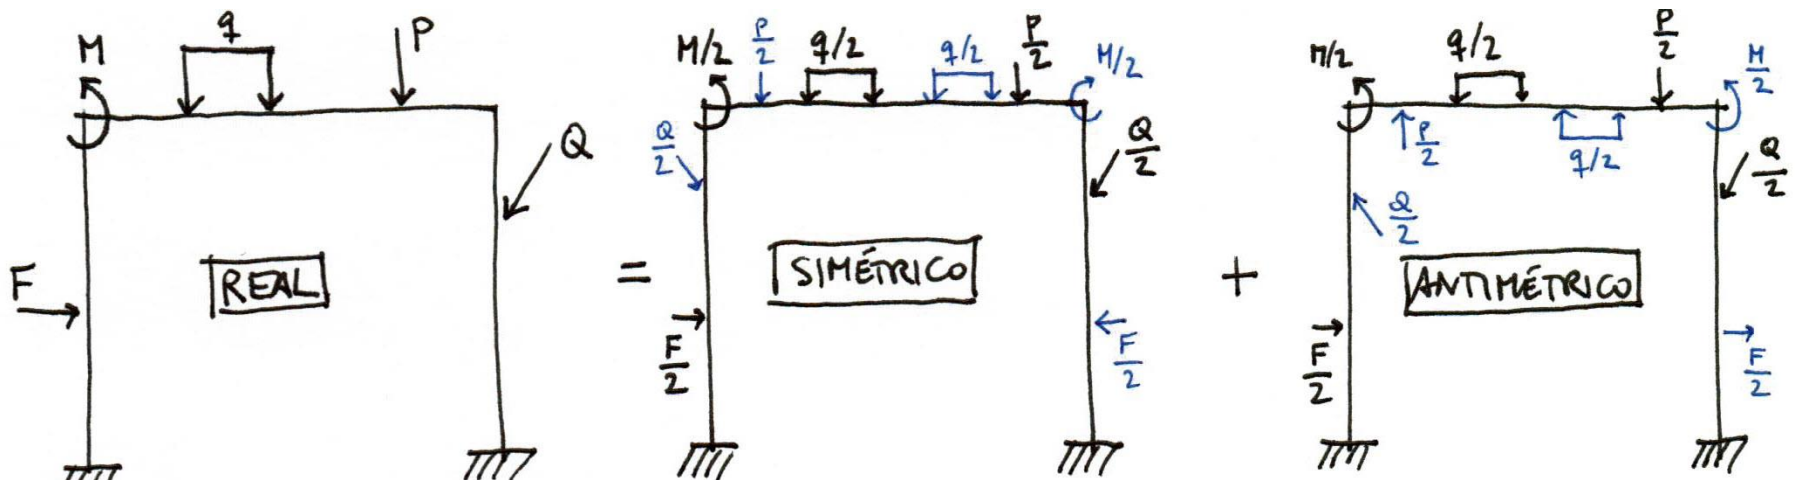 M
q
P
Q
F
REAL
=
M/2
P/2
q/2
q/2
P/2
M/2
Q/2
Q/2
SIMÉTRICO
F/2
F/2
+
M/2
q/2
P/2
M/2
P/2
q/2
Q/2
Q/2
ANTIMÉTRICO
F/2
F/2